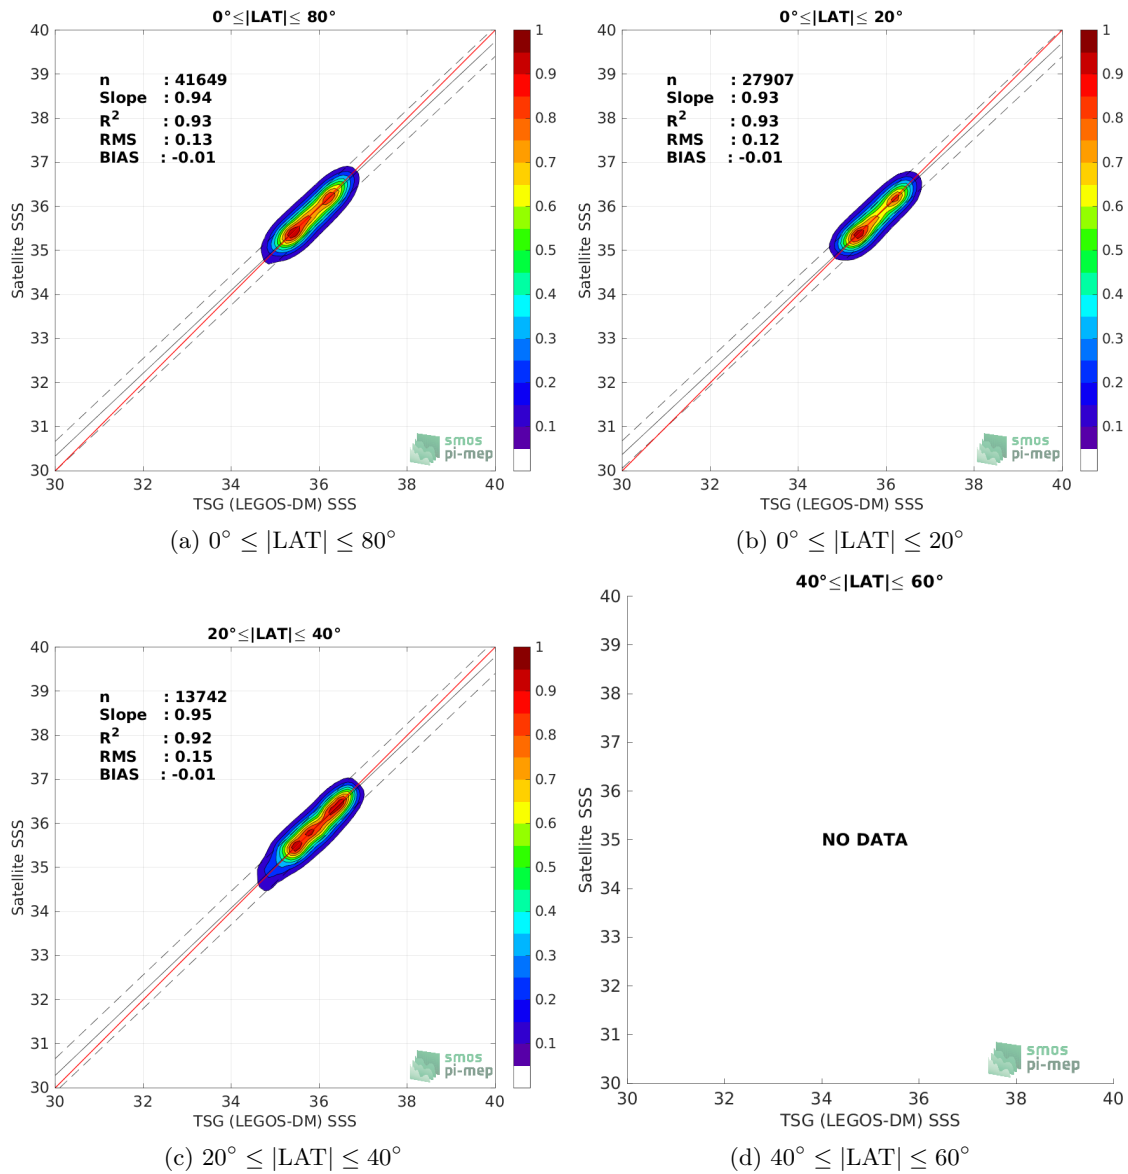 0°≤|LAT|≤ 80°
n : 41649
Slope : 0.94
R² : 0.93
RMS : 0.13
BIAS : -0.01
40
39
38
37
36
35
34
33
32
31
30
30
32
34
36
38
40
Satellite SSS
TSG (LEGOS-DM) SSS
1
0.9
0.8
0.7
0.6
0.5
0.4
0.3
0.2
0.1
smos
pi-mep
(a) 0° ≤ |LAT| ≤ 80°
0°≤|LAT|≤ 20°
n : 27907
Slope : 0.93
R² : 0.93
RMS : 0.12
BIAS : -0.01
40
39
38
37
36
35
34
33
32
31
30
30
32
34
36
38
40
Satellite SSS
TSG (LEGOS-DM) SSS
1
0.9
0.8
0.7
0.6
0.5
0.4
0.3
0.2
0.1
smos
pi-mep
(b) 0° ≤ |LAT| ≤ 20°
20°≤|LAT|≤ 40°
n : 13742
Slope : 0.95
R² : 0.92
RMS : 0.15
BIAS : -0.01
40
39
38
37
36
35
34
33
32
31
30
30
32
34
36
38
40
Satellite SSS
TSG (LEGOS-DM) SSS
1
0.9
0.8
0.7
0.6
0.5
0.4
0.3
0.2
0.1
smos
pi-mep
(c) 20° ≤ |LAT| ≤ 40°
40°≤|LAT|≤ 60°
40
39
38
37
36
35
34
33
32
31
30
30
32
34
36
38
40
Satellite SSS
NO DATA
TSG (LEGOS-DM) SSS
smos
pi-mep
(d) 40° ≤ |LAT| ≤ 60°